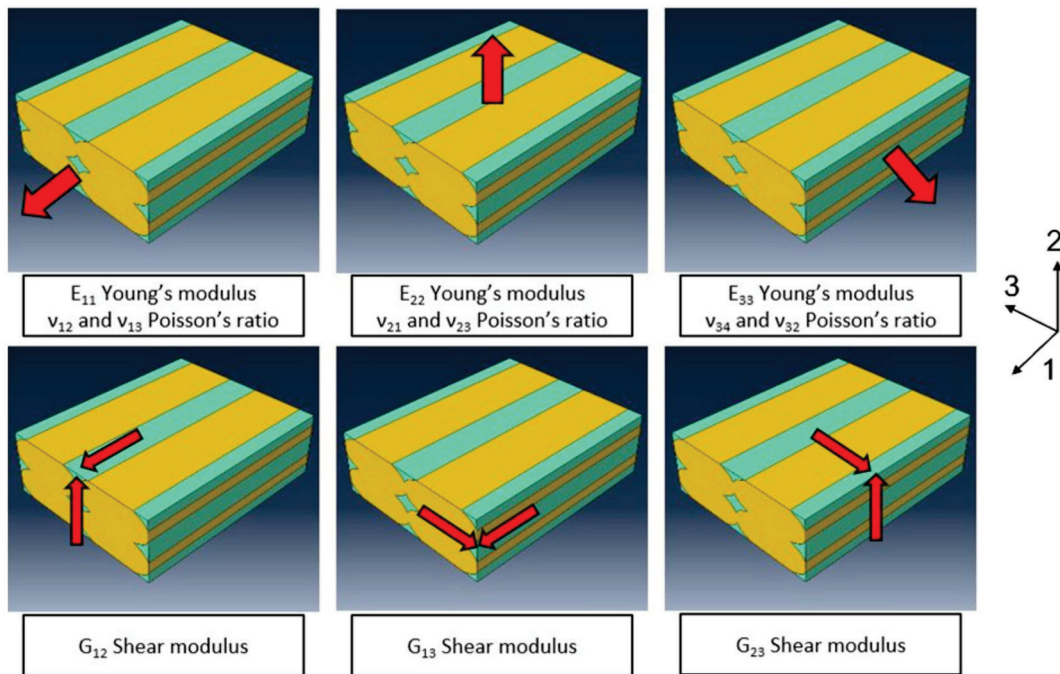 E₁₁ Young's modulus
ν₁₂ and ν₁₃ Poisson's ratio
E₂₂ Young's modulus
ν₂₁ and ν₂₃ Poisson's ratio
E₃₃ Young's modulus
ν₃₄ and ν₃₂ Poisson's ratio
2
3
1
G₁₂ Shear modulus
G₁₃ Shear modulus
G₂₃ Shear modulus